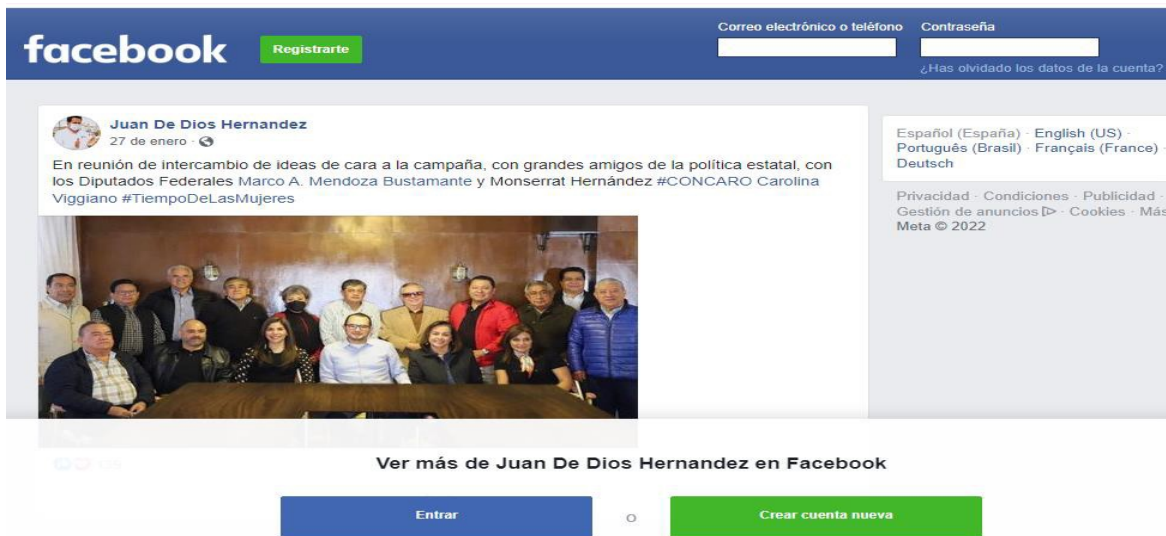 facebook
Registrarte
Correo electrónico o teléfono
Contraseña
¿Has olvidado los datos de la cuenta?
Juan De Dios Hernandez
27 de enero ·
En reunión de intercambio de ideas de cara a la campaña, con grandes amigos de la política estatal, con
los Diputados Federales Marco A. Mendoza Bustamante y Monserrat Hernández #CONCARO Carolina
Viggiano #TiempoDeLasMujeres
Español (España) · English (US) ·
Português (Brasil) · Français (France) ·
Deutsch
Privacidad · Condiciones · Publicidad ·
Gestión de anuncios · Cookies · Más
Meta © 2022
Ver más de Juan De Dios Hernandez en Facebook
Entrar
o
Crear cuenta nueva